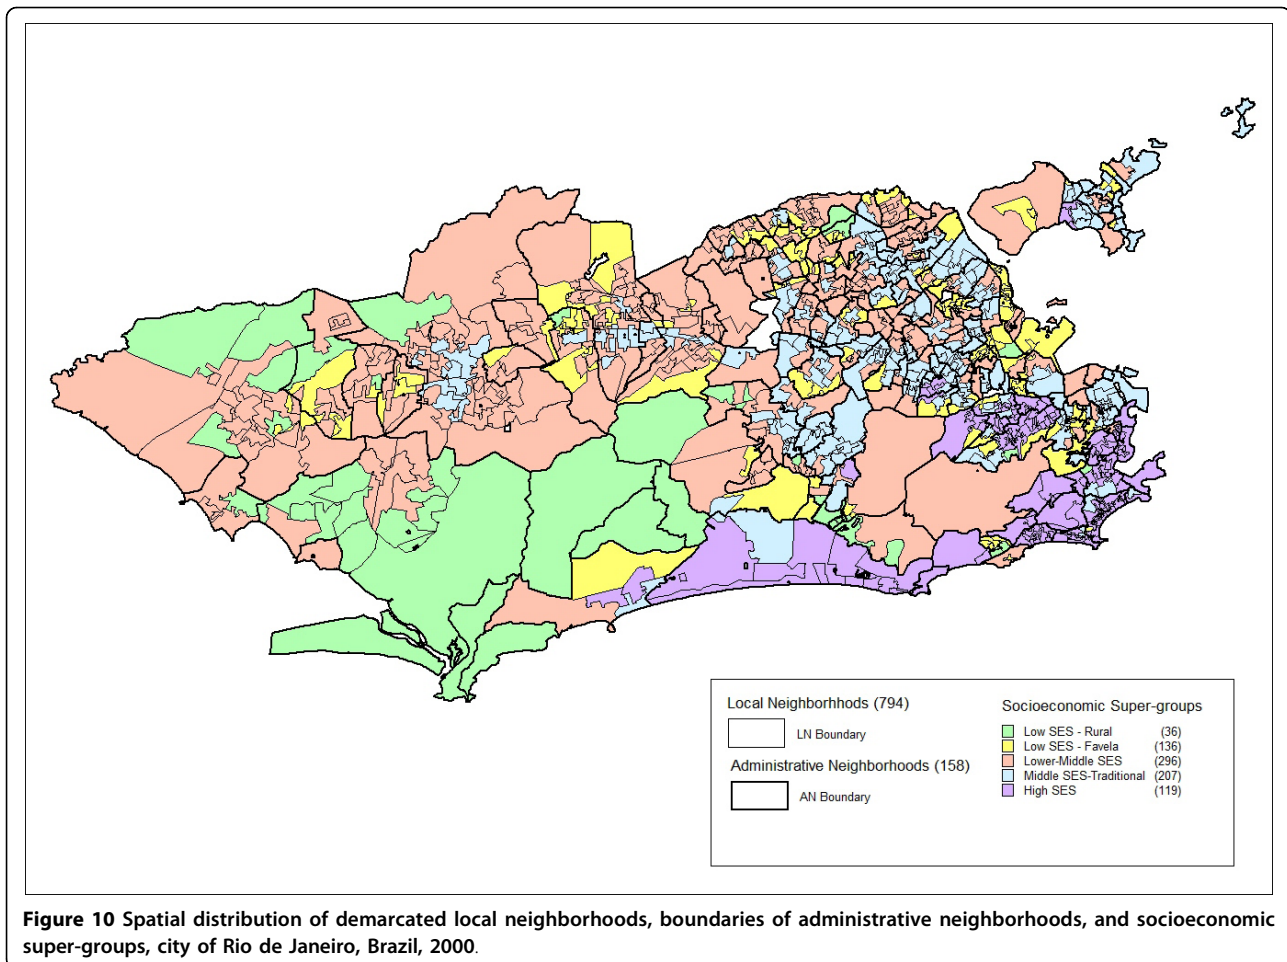 Local Neighborhhods (794)
LN Boundary
Administrative Neighborhoods (158)
AN Boundary
Socioeconomic Super-groups
Low SES - Rural (36)
Low SES - Favela (136)
Lower-Middle SES (296)
Middle SES-Traditional (207)
High SES (119)
Figure 10 Spatial distribution of demarcated local neighborhoods, boundaries of administrative neighborhoods, and socioeconomic
super-groups, city of Rio de Janeiro, Brazil, 2000.